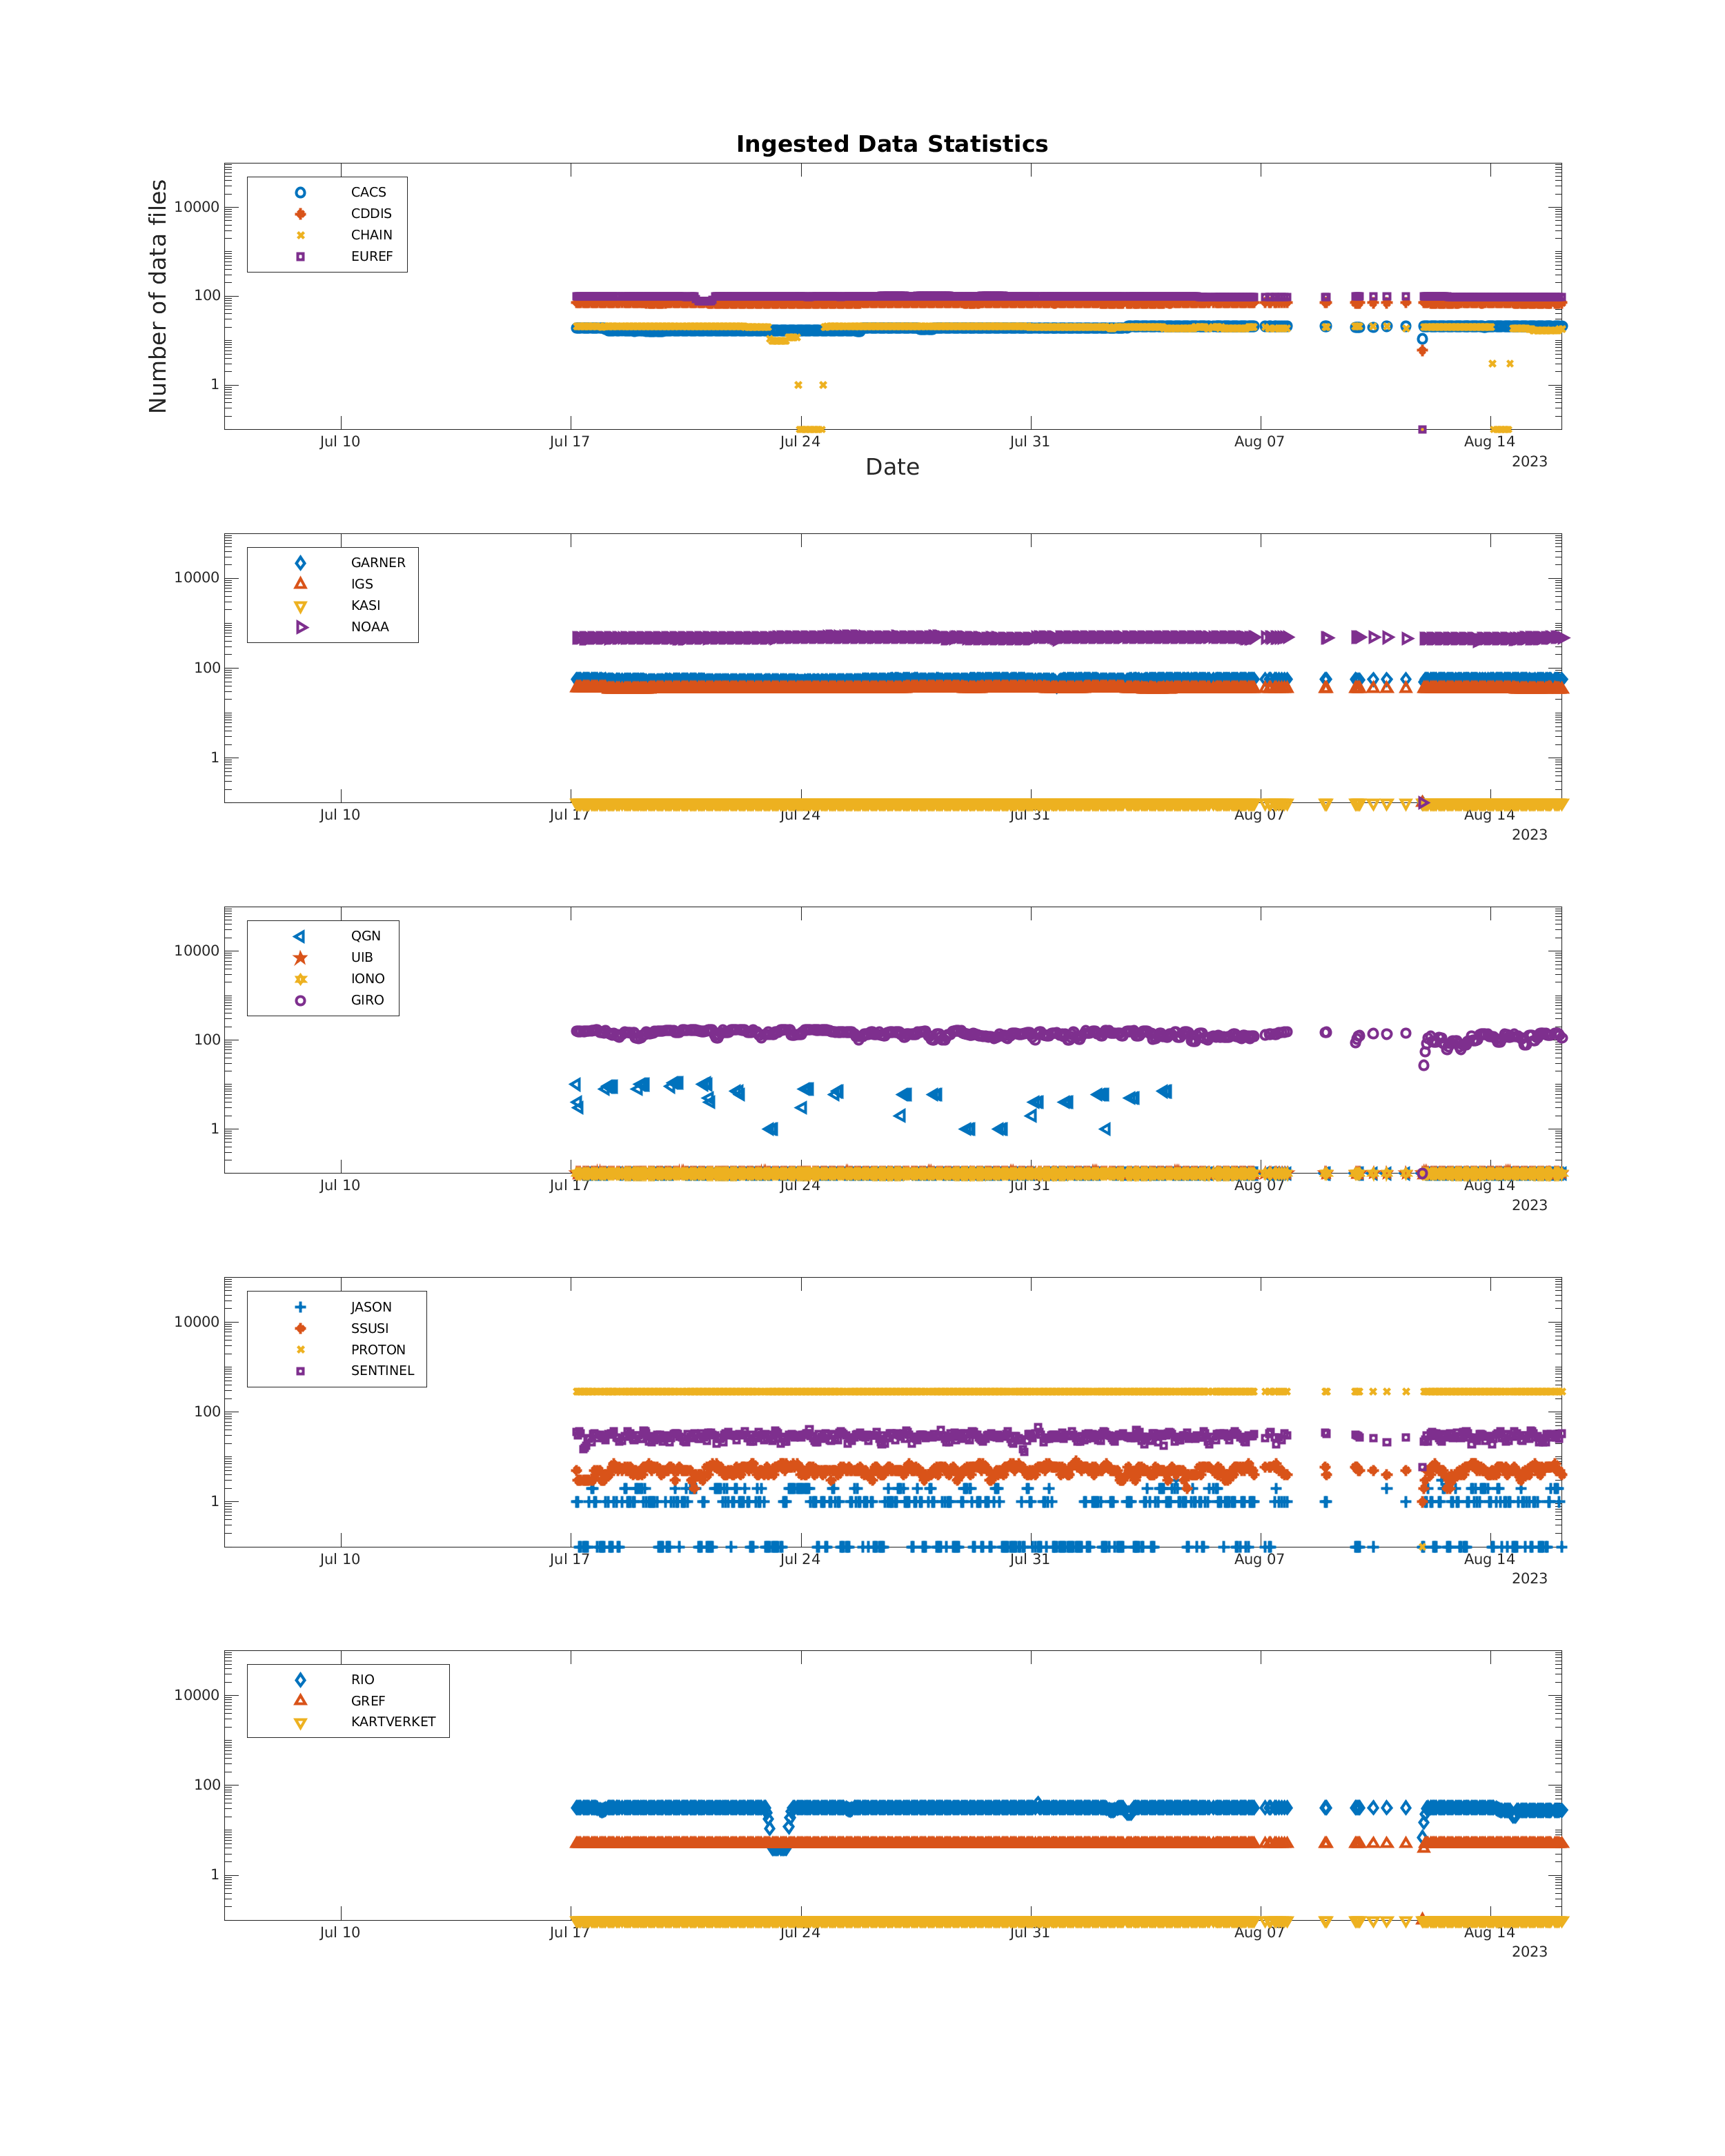 Ingested Data Statistics
Number of data files
10000
100
1
CACS
CDDIS
CHAIN
EUREF
Jul 10
Jul 17
Jul 24
Jul 31
Aug 07
Aug 14
2023
Date
10000
100
1
GARNER
IGS
KASI
NOAA
Jul 10
Jul 17
Jul 24
Jul 31
Aug 07
Aug 14
2023
10000
100
1
QGN
UIB
IONO
GIRO
Jul 10
Jul 17
Jul 24
Jul 31
Aug 07
Aug 14
2023
10000
100
1
JASON
SSUSI
PROTON
SENTINEL
Jul 10
Jul 17
Jul 24
Jul 31
Aug 07
Aug 14
2023
10000
100
1
RIO
GREF
KARTVERKET
Jul 10
Jul 17
Jul 24
Jul 31
Aug 07
Aug 14
2023